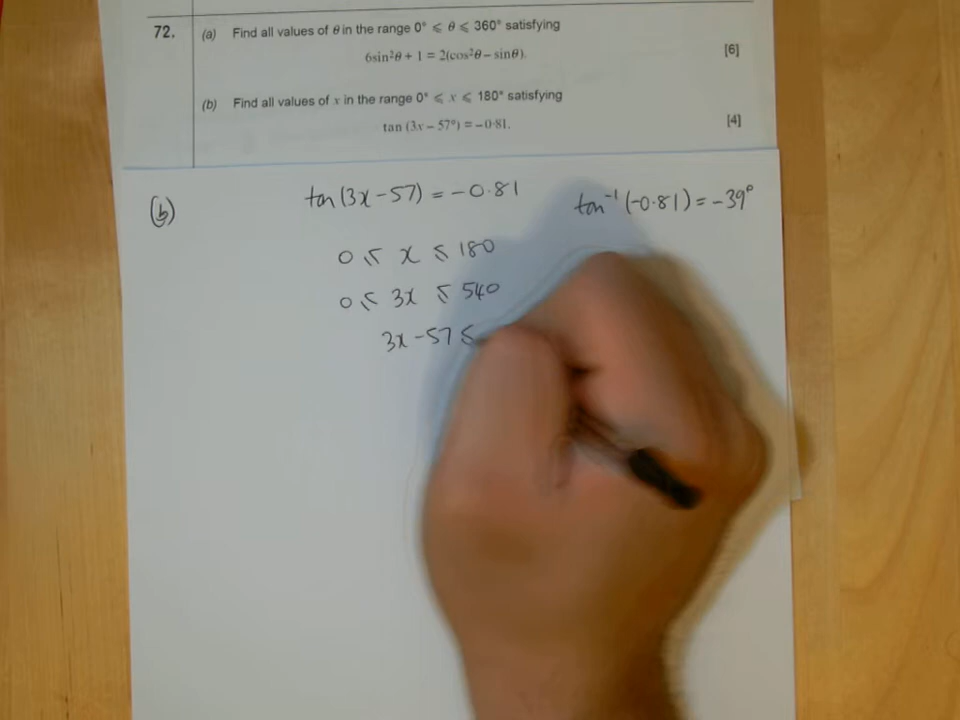 72. (a) Find all values of θ in the range 0° ⩽ θ ⩽ 360° satisfying
6sin²θ + 1 = 2(cos²θ – sinθ). [6]
(b) Find all values of x in the range 0° ⩽ x ⩽ 180° satisfying
tan (3x – 57°) = –0·81. [4]
(b) tan(3x – 57) = –0.81 tan⁻¹(–0.81) = –39°
0 ⩽ x ⩽ 180
0 ⩽ 3x ⩽ 540
3x – 57 ⩽